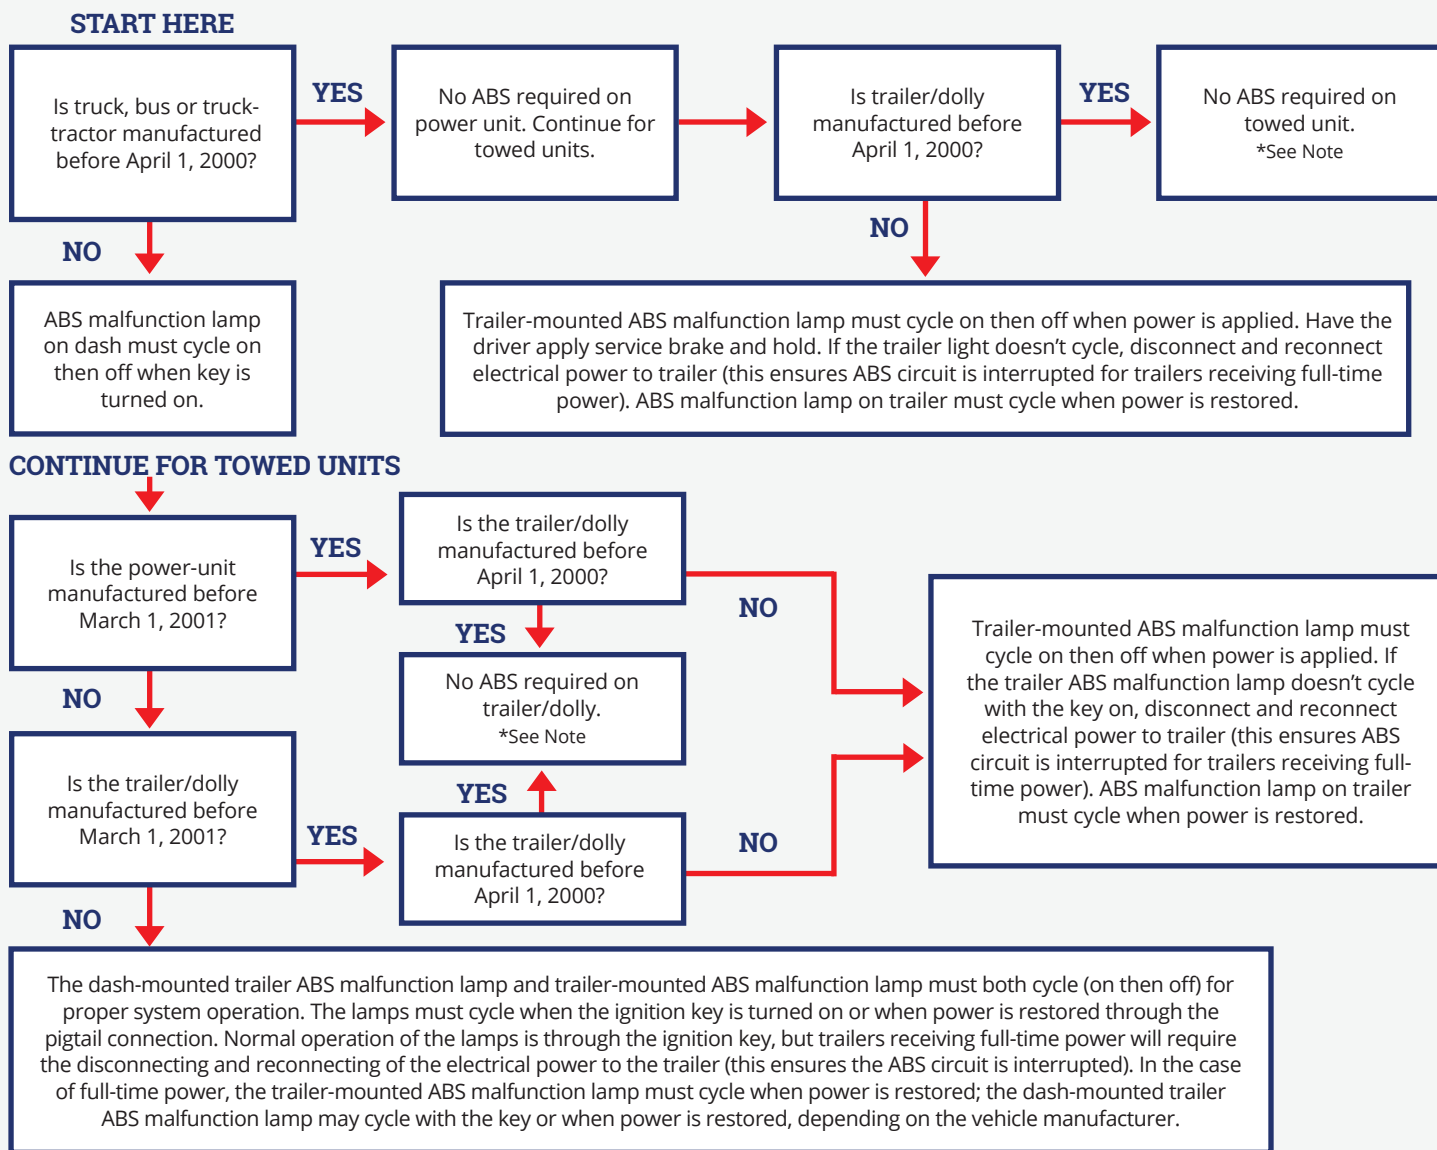 START HERE
Is truck, bus or truck-
tractor manufactured
before April 1, 2000?
YES
No ABS required on
power unit. Continue for
towed units.
Is trailer/dolly
manufactured before
April 1, 2000?
YES
No ABS required on
towed unit.
*See Note
NO
NO
ABS malfunction lamp
on dash must cycle on
then off when key is
turned on.
Trailer-mounted ABS malfunction lamp must cycle on then off when power is applied. Have the
driver apply service brake and hold. If the trailer light doesn’t cycle, disconnect and reconnect
electrical power to trailer (this ensures ABS circuit is interrupted for trailers receiving full-time
power). ABS malfunction lamp on trailer must cycle when power is restored.
CONTINUE FOR TOWED UNITS
Is the power-unit
manufactured before
March 1, 2001?
YES
Is the trailer/dolly
manufactured before
April 1, 2000?
NO
YES
No ABS required on
trailer/dolly.
*See Note
NO
Is the trailer/dolly
manufactured before
March 1, 2001?
YES
YES
Is the trailer/dolly
manufactured before
April 1, 2000?
NO
Trailer-mounted ABS malfunction lamp must
cycle on then off when power is applied. If
the trailer ABS malfunction lamp doesn’t cycle
with the key on, disconnect and reconnect
electrical power to trailer (this ensures ABS
circuit is interrupted for trailers receiving full-
time power). ABS malfunction lamp on trailer
must cycle when power is restored.
NO
The dash-mounted trailer ABS malfunction lamp and trailer-mounted ABS malfunction lamp must both cycle (on then off) for
proper system operation. The lamps must cycle when the ignition key is turned on or when power is restored through the
pigtail connection. Normal operation of the lamps is through the ignition key, but trailers receiving full-time power will require
the disconnecting and reconnecting of the electrical power to the trailer (this ensures the ABS circuit is interrupted). In the case
of full-time power, the trailer-mounted ABS malfunction lamp must cycle when power is restored; the dash-mounted trailer
ABS malfunction lamp may cycle with the key or when power is restored, depending on the vehicle manufacturer.